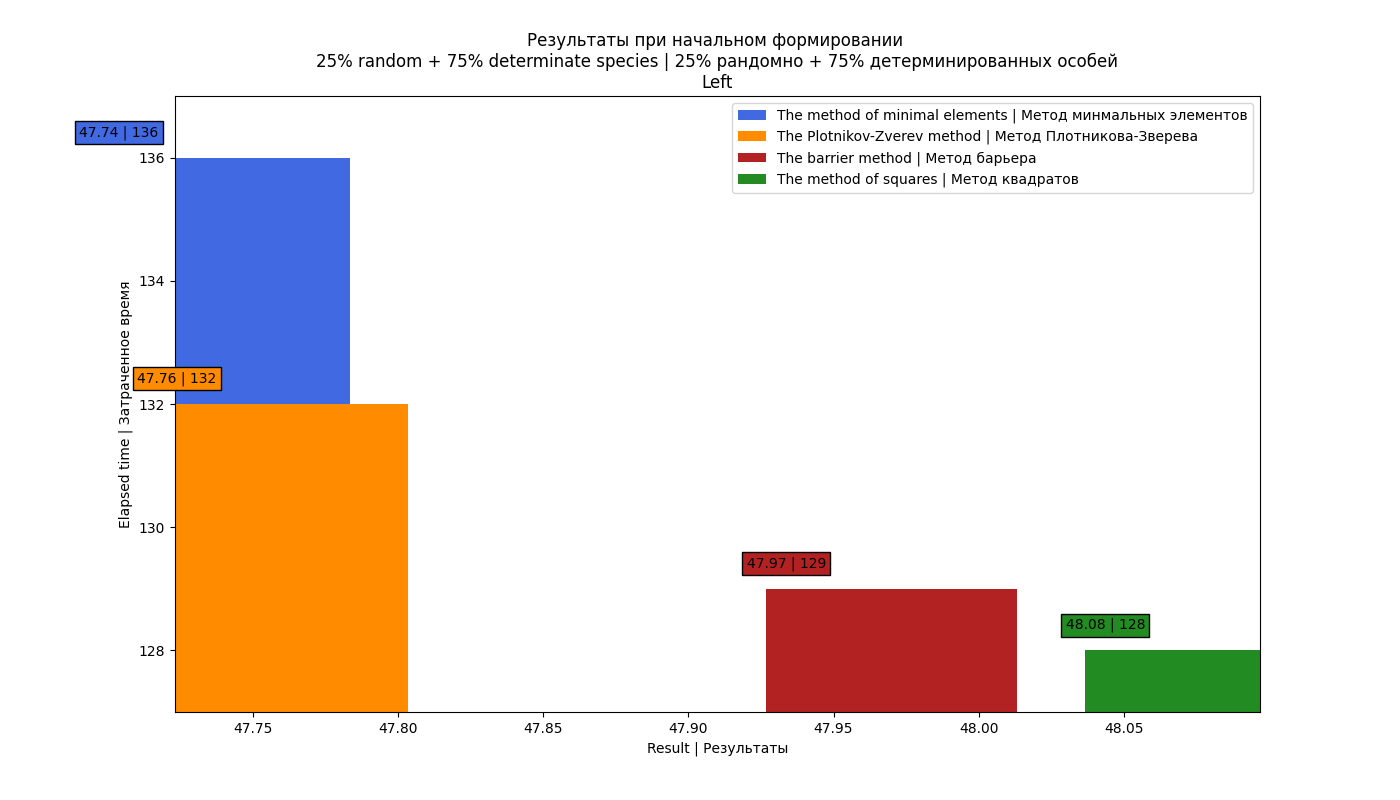 Результаты при начальном формировании
25% random + 75% determinate species | 25% рандомно + 75% детерминированных особей
Left
The method of minimal elements | Метод минмальных элементов
The Plotnikov-Zverev method | Метод Плотникова-Зверева
The barrier method | Метод барьера
The method of squares | Метод квадратов
47.74 | 136
47.76 | 132
47.97 | 129
48.08 | 128
136
134
132
130
128
Elapsed time | Затраченное время
47.75 47.80 47.85 47.90 47.95 48.00 48.05
Result | Результаты